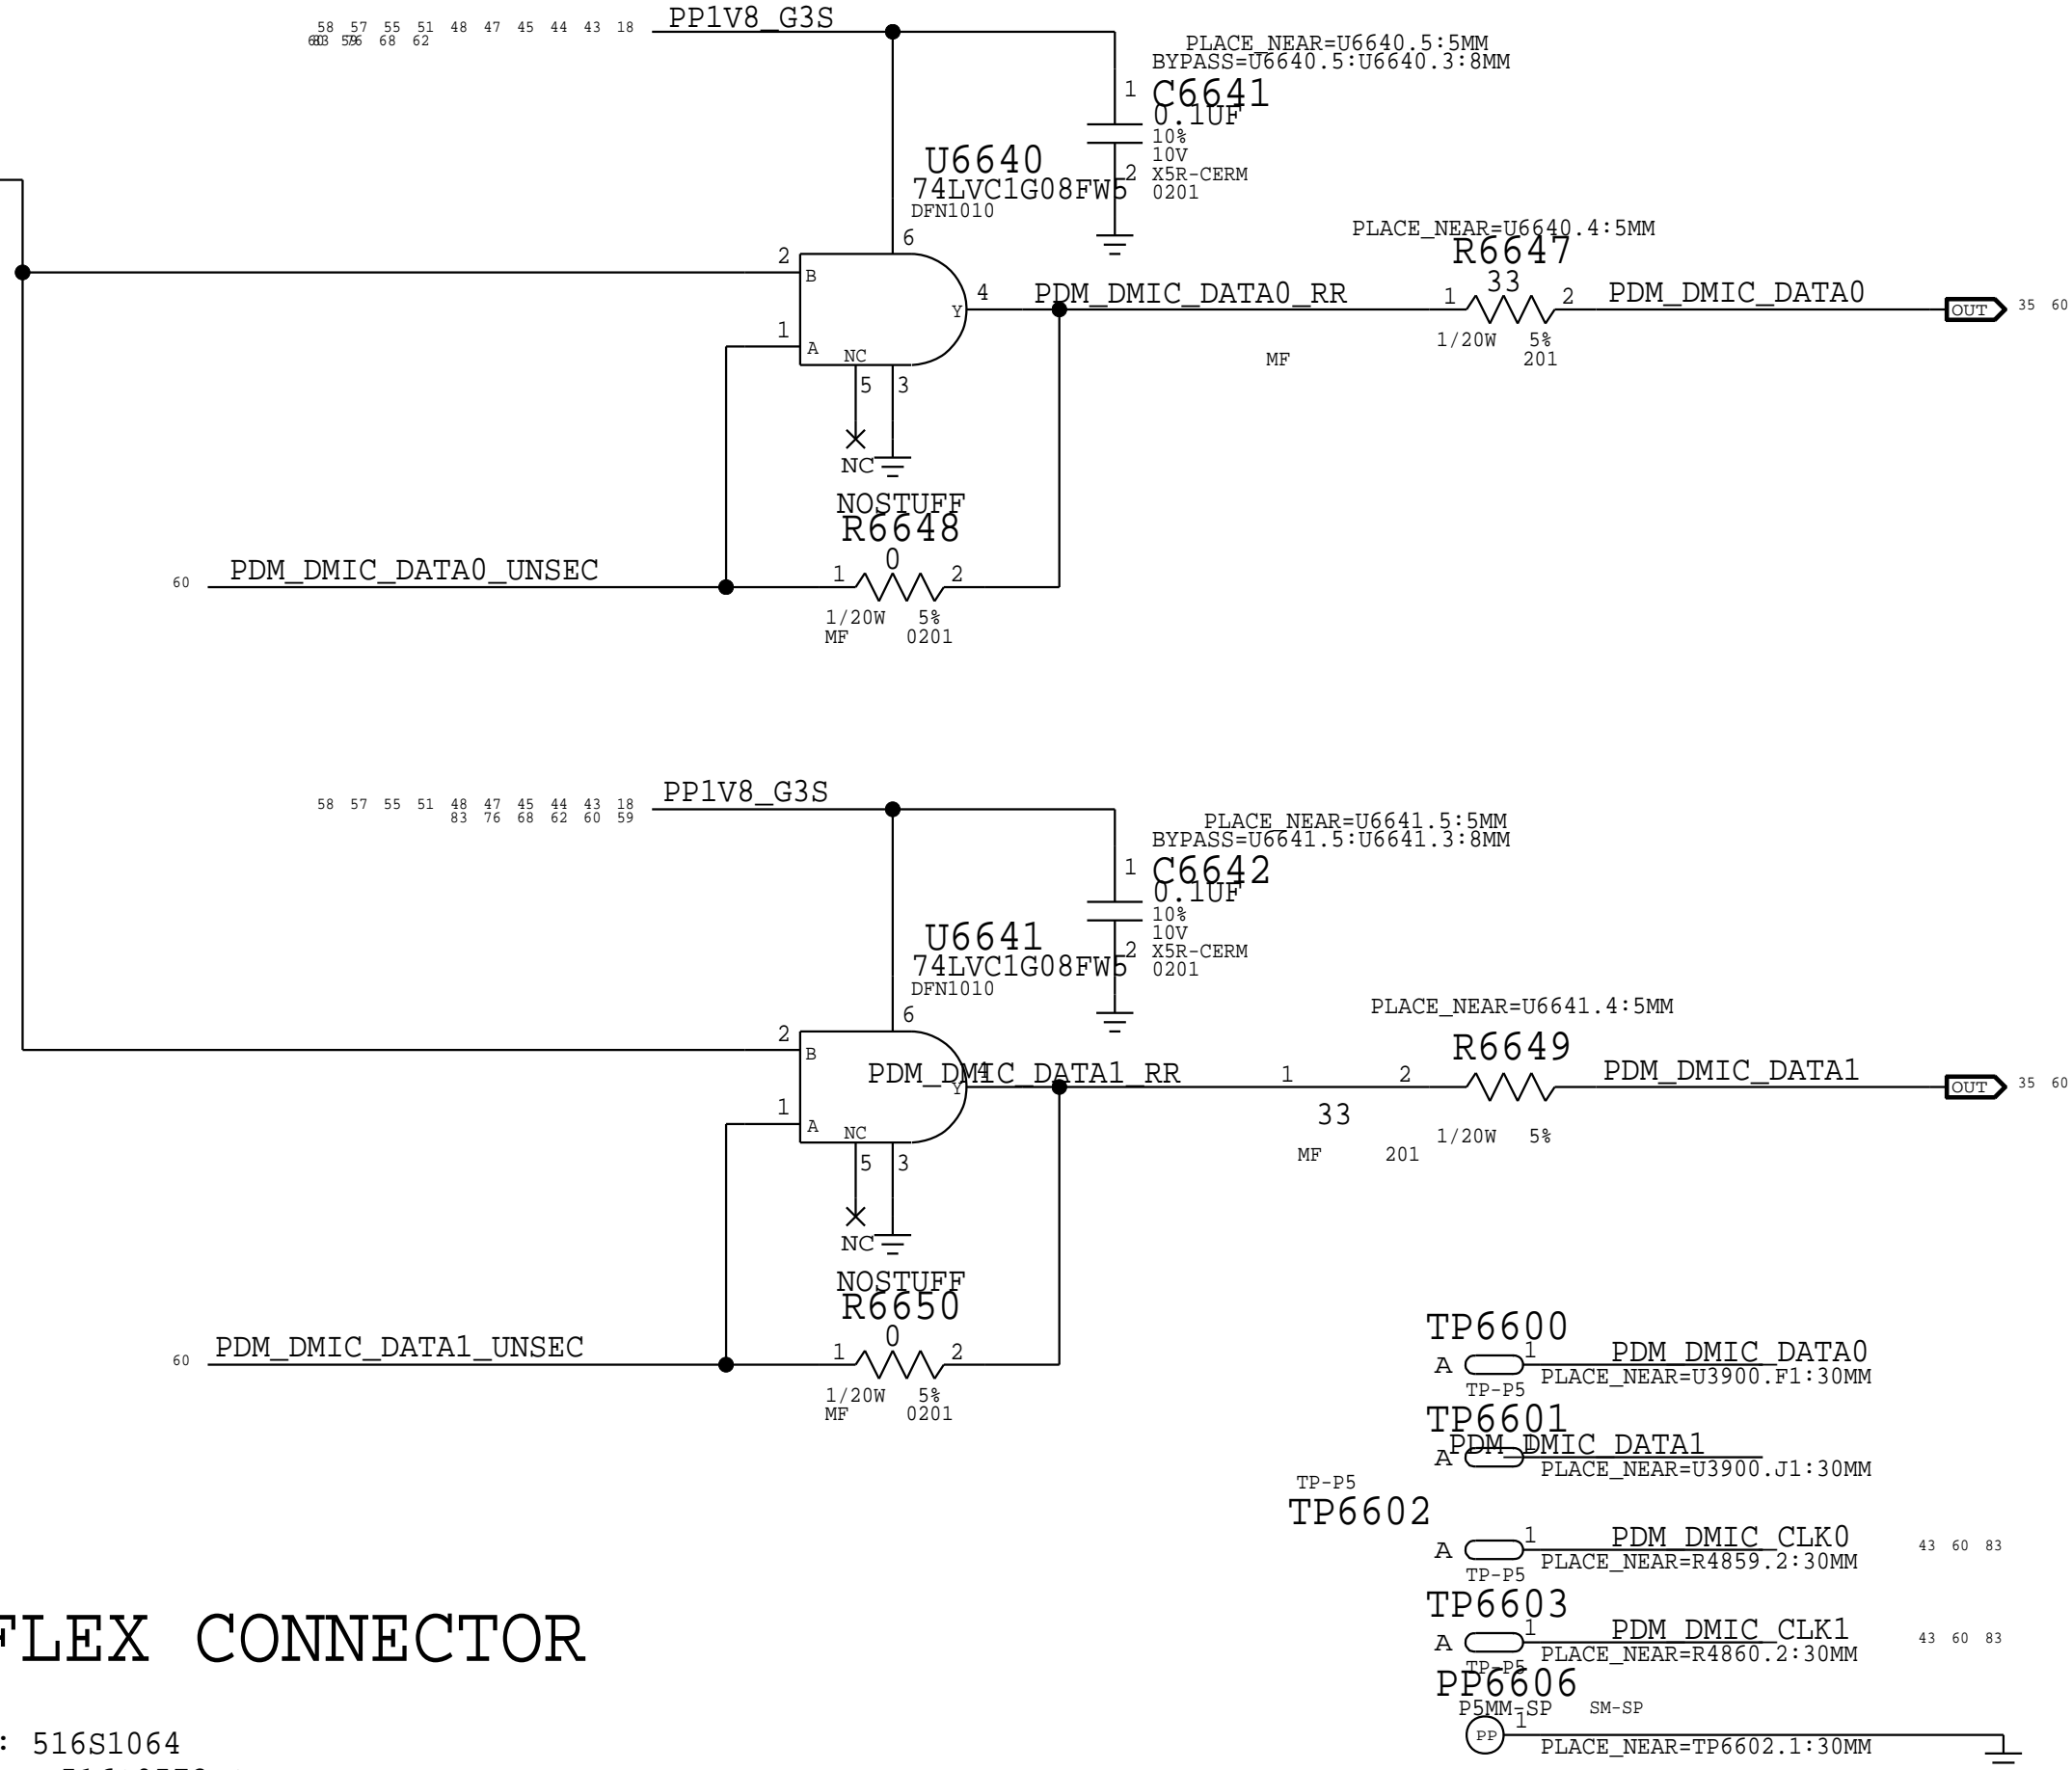 PP1V8_G3S
58 57 55 51 48 47 45 44 43 18
68 62
PLACE_NEAR=U6640.5:5MM
BYPASS=U6640.5:U6640.3:8MM
1
C6641
0.1UF
10%
10V
2 X5R-CERM
0201
U6640
74LVC1G08FW5
DFN1010
6
PLACE_NEAR=U6640.4:5MM
R6647
33
2
B
4
Y
PDM_DMIC_DATA0_RR
1 2
PDM_DMIC_DATA0
OUT
35 60
1
A
NC
1/20W 5%
MF 201
5 3
NC
NOSTUFF
R6648
0
60
PDM_DMIC_DATA0_UNSEC
1 2
1/20W 5%
MF 0201
PP1V8_G3S
58 57 55 51 48 47 45 44 43 18
83 76 68 62 60 59
PLACE_NEAR=U6641.5:5MM
BYPASS=U6641.5:U6641.3:8MM
1
C6642
0.1UF
10%
10V
2 X5R-CERM
0201
U6641
74LVC1G08FW5
DFN1010
6
PLACE_NEAR=U6641.4:5MM
R6649
2
B
4
Y
PDM_DMIC_DATA1_RR
1 2
PDM_DMIC_DATA1
OUT
35 60
1
A
NC
33
1/20W 5%
MF 201
5 3
NC
NOSTUFF
R6650
0
60
PDM_DMIC_DATA1_UNSEC
1 2
1/20W 5%
MF 0201
TP6600
A
1
PDM_DMIC_DATA0
TP-P5
PLACE_NEAR=U3900.F1:30MM
TP6601
A
1
PDM_DMIC_DATA1
PLACE_NEAR=U3900.J1:30MM
TP-P5
TP6602
A
1
PDM_DMIC_CLK0
43 60 83
TP-P5
PLACE_NEAR=R4859.2:30MM
TP6603
A
1
PDM_DMIC_CLK1
43 60 83
TP-P5
PLACE_NEAR=R4860.2:30MM
PP6606
P5MM-SP SM-SP
PP
1
PLACE_NEAR=TP6602.1:30MM
FLEX CONNECTOR
: 516S1064